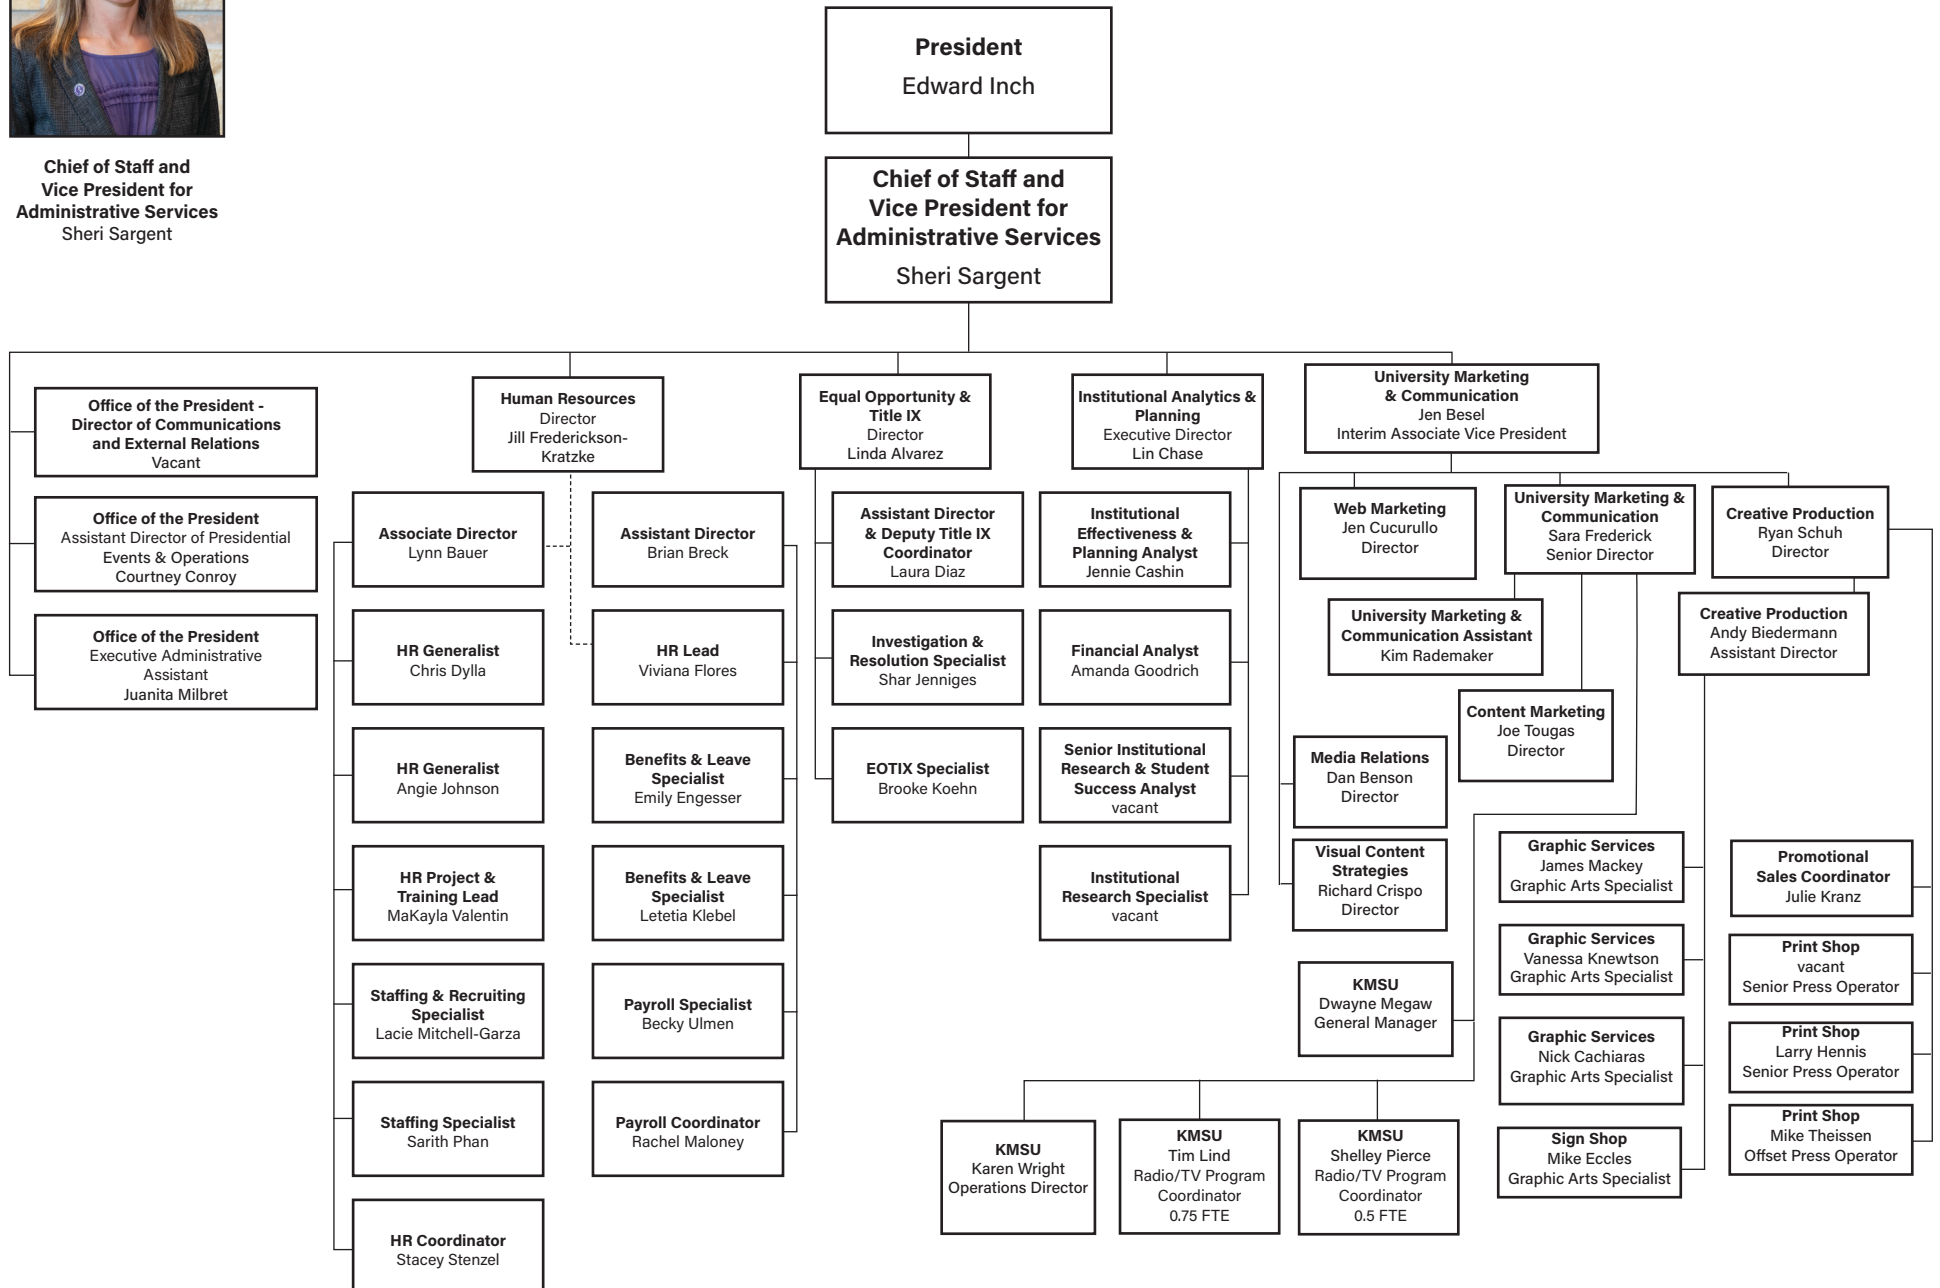 Chief of Staff and
Vice President for
Administrative Services
Sheri Sargent
President
Edward Inch
Chief of Staff and
Vice President for
Administrative Services
Sheri Sargent
Office of the President -
Director of Communications
and External Relations
Vacant
Office of the President
Assistant Director of Presidential
Events & Operations
Courtney Conroy
Office of the President
Executive Administrative
Assistant
Juanita Milbret
Human Resources
Director
Jill Frederickson-
Kratzke
Associate Director
Lynn Bauer
HR Generalist
Chris Dylla
HR Generalist
Angie Johnson
HR Project &
Training Lead
MaKayla Valentin
Staffing & Recruiting
Specialist
Lacie Mitchell-Garza
Staffing Specialist
Sarith Phan
HR Coordinator
Stacey Stenzel
Assistant Director
Brian Breck
HR Lead
Viviana Flores
Benefits & Leave
Specialist
Emily Engesser
Benefits & Leave
Specialist
Letetia Klebel
Payroll Specialist
Becky Ulmen
Payroll Coordinator
Rachel Maloney
Equal Opportunity &
Title IX
Director
Linda Alvarez
Assistant Director
& Deputy Title IX
Coordinator
Laura Diaz
Investigation &
Resolution Specialist
Shar Jenniges
EOTIX Specialist
Brooke Koehn
Institutional Analytics &
Planning
Executive Director
Lin Chase
Institutional
Effectiveness &
Planning Analyst
Jennie Cashin
Financial Analyst
Amanda Goodrich
Senior Institutional
Research & Student
Success Analyst
vacant
Institutional
Research Specialist
vacant
University Marketing
& Communication
Jen Besel
Interim Associate Vice President
Web Marketing
Jen Cucurullo
Director
University Marketing &
Communication
Sara Frederick
Senior Director
Creative Production
Ryan Schuh
Director
University Marketing &
Communication Assistant
Kim Rademaker
Creative Production
Andy Biedermann
Assistant Director
Content Marketing
Joe Tougas
Director
Media Relations
Dan Benson
Director
Visual Content
Strategies
Richard Crispo
Director
KMSU
Dwayne Megaw
General Manager
KMSU
Karen Wright
Operations Director
KMSU
Tim Lind
Radio/TV Program
Coordinator
0.75 FTE
KMSU
Shelley Pierce
Radio/TV Program
Coordinator
0.5 FTE
Graphic Services
James Mackey
Graphic Arts Specialist
Graphic Services
Vanessa Knewtson
Graphic Arts Specialist
Graphic Services
Nick Cachiaras
Graphic Arts Specialist
Sign Shop
Mike Eccles
Graphic Arts Specialist
Promotional
Sales Coordinator
Julie Kranz
Print Shop
vacant
Senior Press Operator
Print Shop
Larry Hennis
Senior Press Operator
Print Shop
Mike Theissen
Offset Press Operator